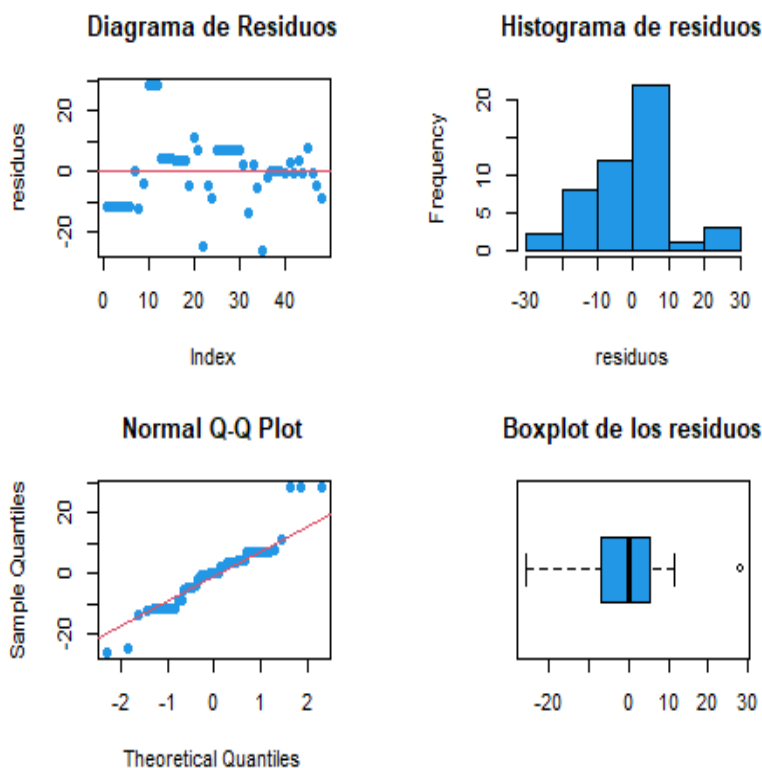 Diagrama de Residuos
residuos
20
0
-20
0 10 20 30 40
Index
Histograma de residuos
Frequency
20
5
0
-30 -10 0 10 20 30
residuos
Normal Q-Q Plot
Sample Quantiles
20
0
-20
-2 -1 0 1 2
Theoretical Quantiles
Boxplot de los residuos
-20 0 10 20 30